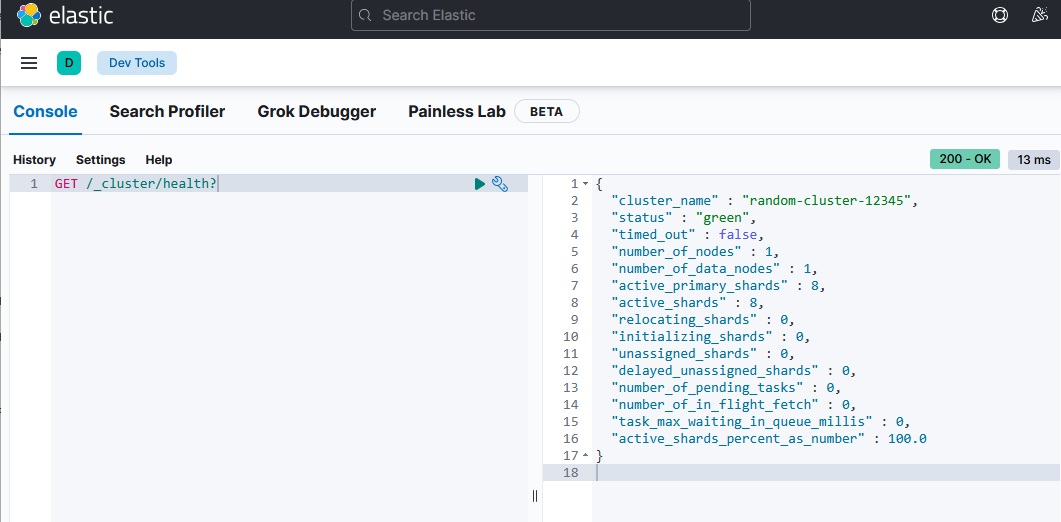 elastic
Search Elastic
D
Dev Tools
Console
Search Profiler
Grok Debugger
Painless Lab
BETA
History
Settings
Help
200 - OK
13 ms
1
GET /_cluster/health?
1 {
2 "cluster_name" : "random-cluster-12345",
3 "status" : "green",
4 "timed_out" : false,
5 "number_of_nodes" : 1,
6 "number_of_data_nodes" : 1,
7 "active_primary_shards" : 8,
8 "active_shards" : 8,
9 "relocating_shards" : 0,
10 "initializing_shards" : 0,
11 "unassigned_shards" : 0,
12 "delayed_unassigned_shards" : 0,
13 "number_of_pending_tasks" : 0,
14 "number_of_in_flight_fetch" : 0,
15 "task_max_waiting_in_queue_millis" : 0,
16 "active_shards_percent_as_number" : 100.0
17 }
18